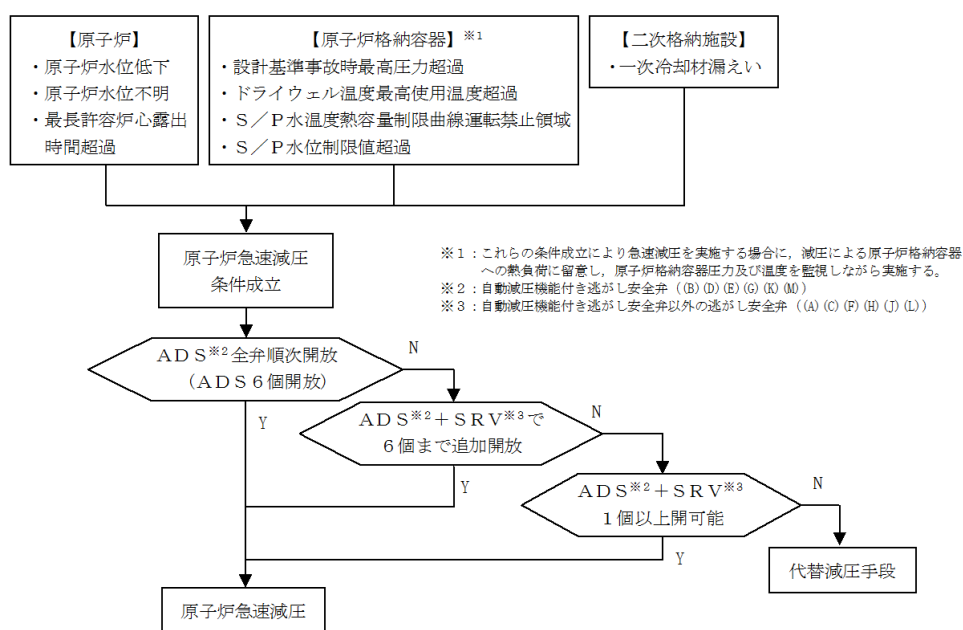 【原子炉】
・原子炉水位低下
・原子炉水位不明
・最長許容炉心露出
時間超過
【原子炉格納容器】※1
・設計基準事故時最高圧力超過
・ドライウェル温度最高使用温度超過
・S／P水温度熱容量制限曲線運転禁止領域
・S／P水位制限値超過
【二次格納施設】
・一次冷却材漏えい
原子炉急速減圧
条件成立
※1：これらの条件成立により急速減圧を実施する場合に，減圧による原子炉格納容器
への熱負荷に留意し，原子炉格納容器圧力及び温度を監視しながら実施する。
※2：自動減圧機能付き逃がし安全弁（(B)(D)(E)(G)(K)(M)）
※3：自動減圧機能付き逃がし安全弁以外の逃がし安全弁（(A)(C)(F)(H)(J)(L)）
ADS※2全弁順次開放
（ADS6個開放）
N
Y
ADS※2＋SRV※3で
6個まで追加開放
N
Y
ADS※2＋SRV※3
1個以上開可能
N
Y
代替減圧手段
原子炉急速減圧